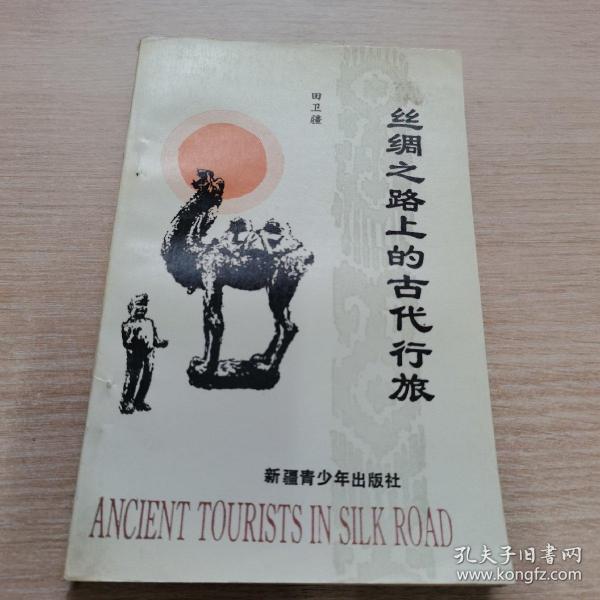 田卫疆
丝绸之路上的古代行旅
新疆青少年出版社
ANCIENT TOURISTS IN SILK ROAD
孔夫子旧书网
www.kongfz.com